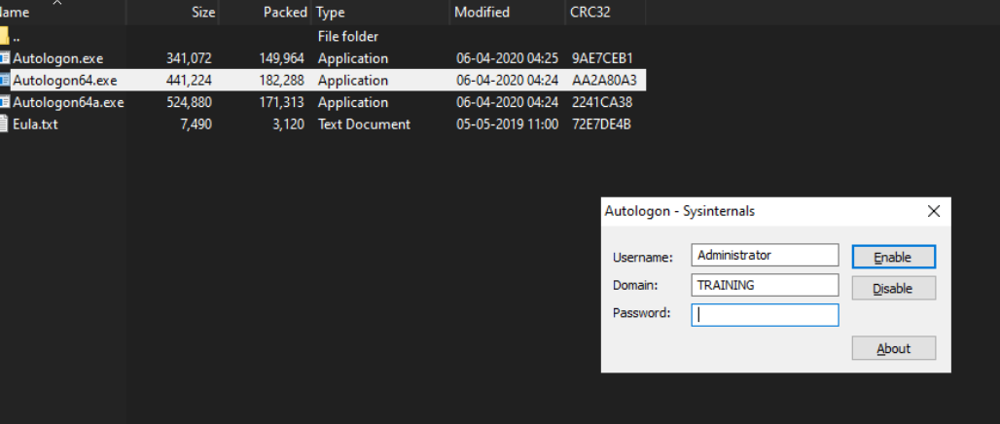 Name Size Packed Type Modified CRC32
.. File folder
Autologon.exe 341,072 149,964 Application 06-04-2020 04:25 9AE7CEB1
Autologon64.exe 441,224 182,288 Application 06-04-2020 04:24 AA2A80A3
Autologon64a.exe 524,880 171,313 Application 06-04-2020 04:24 2241CA38
Eula.txt 7,490 3,120 Text Document 05-05-2019 11:00 72E7DE4B
Autologon - Sysinternals
Username: Administrator Enable
Domain: TRAINING Disable
Password:
About